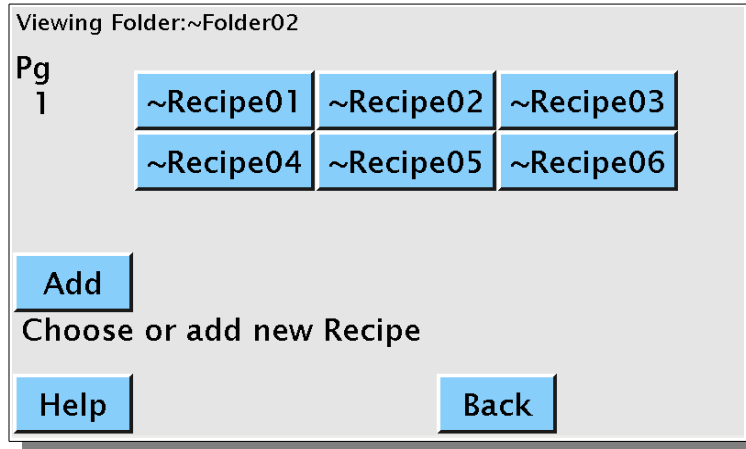 Viewing Folder:~Folder02
Pg
1
~Recipe01 ~Recipe02 ~Recipe03
~Recipe04 ~Recipe05 ~Recipe06
Add
Choose or add new Recipe
Help Back